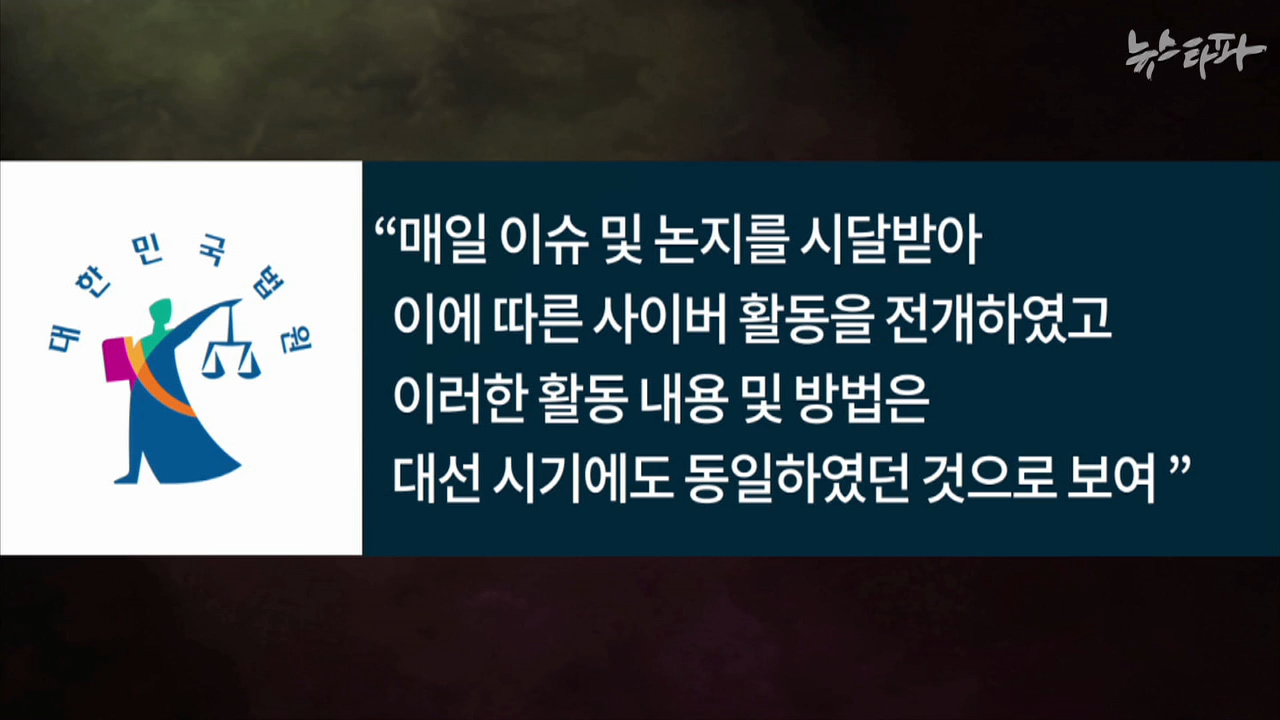 뉴스타파
대한민국법원
“매일 이슈 및 논지를 시달받아
이에 따른 사이버 활동을 전개하였고
이러한 활동 내용 및 방법은
대선 시기에도 동일하였던 것으로 보여 ”